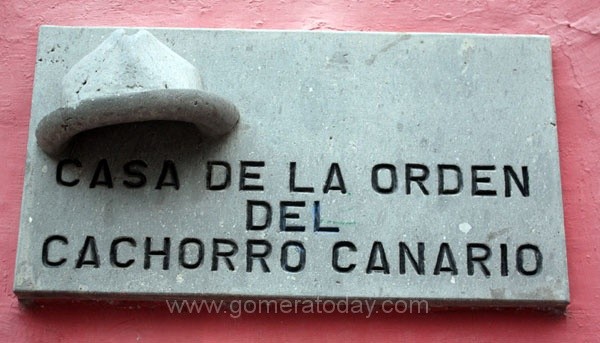 CASA DE LA ORDEN
DEL
CACHORRO CANARIO
www.gomeratoday.com